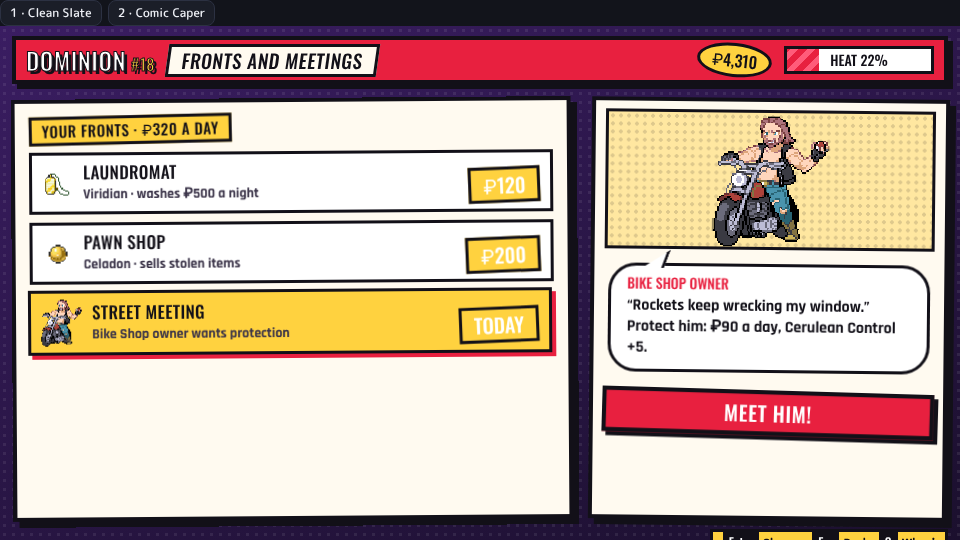 1 · Clean Slate
2 · Comic Caper
DOMINION #18
FRONTS AND MEETINGS
₽4,310
HEAT 22%
YOUR FRONTS · ₽320 A DAY
LAUNDROMAT
Viridian · washes ₽500 a night
₽120
PAWN SHOP
Celadon · sells stolen items
₽200
STREET MEETING
Bike Shop owner wants protection
TODAY
BIKE SHOP OWNER
“Rockets keep wrecking my window.”
Protect him: ₽90 a day, Cerulean Control
+5.
MEET HIM!